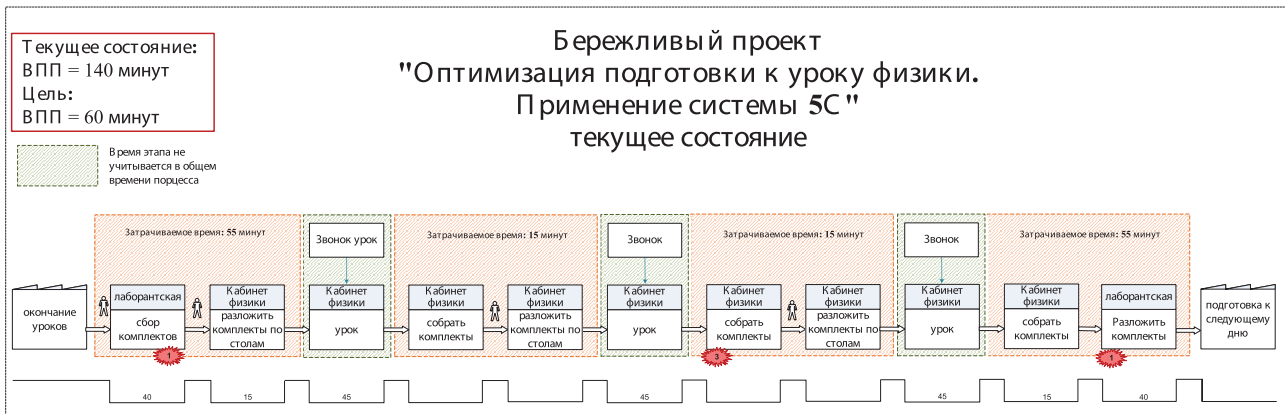 Текущее состояние:
ВПП = 140 минут
Цель:
ВПП = 60 минут
Бережливый проект
"Оптимизация подготовки к уроку физики.
Применение системы 5С"
текущее состояние
Время этапа не
учитывается в общем
времени порцесса
Затрачиваемое время: 55 минут
Звонок урок
Затрачиваемое время: 15 минут
Звонок
Затрачиваемое время: 15 минут
Звонок
Затрачиваемое время: 55 минут
окончание
уроков
лаборантская
сбор
комплектов
1
Кабинет
физики
разложить
комплекты по
столам
Кабинет
физики
урок
Кабинет
физики
собрать
комплекты
Кабинет
физики
разложить
комплекты по
столам
Кабинет
физики
урок
Кабинет
физики
собрать
комплекты
3
Кабинет
физики
разложить
комплекты по
столам
Кабинет
физики
урок
Кабинет
физики
собрать
комплекты
лаборантская
Разложить
комплекты
1
подготовка к
следующему
дню
40
15
45
45
45
15
40